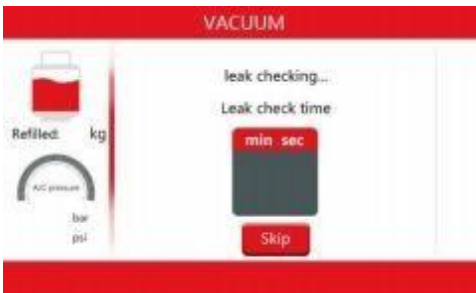 VACUUM
Refilled: kg
A/C pressure
bar
psi
leak checking...
Leak check time
min sec
Skip